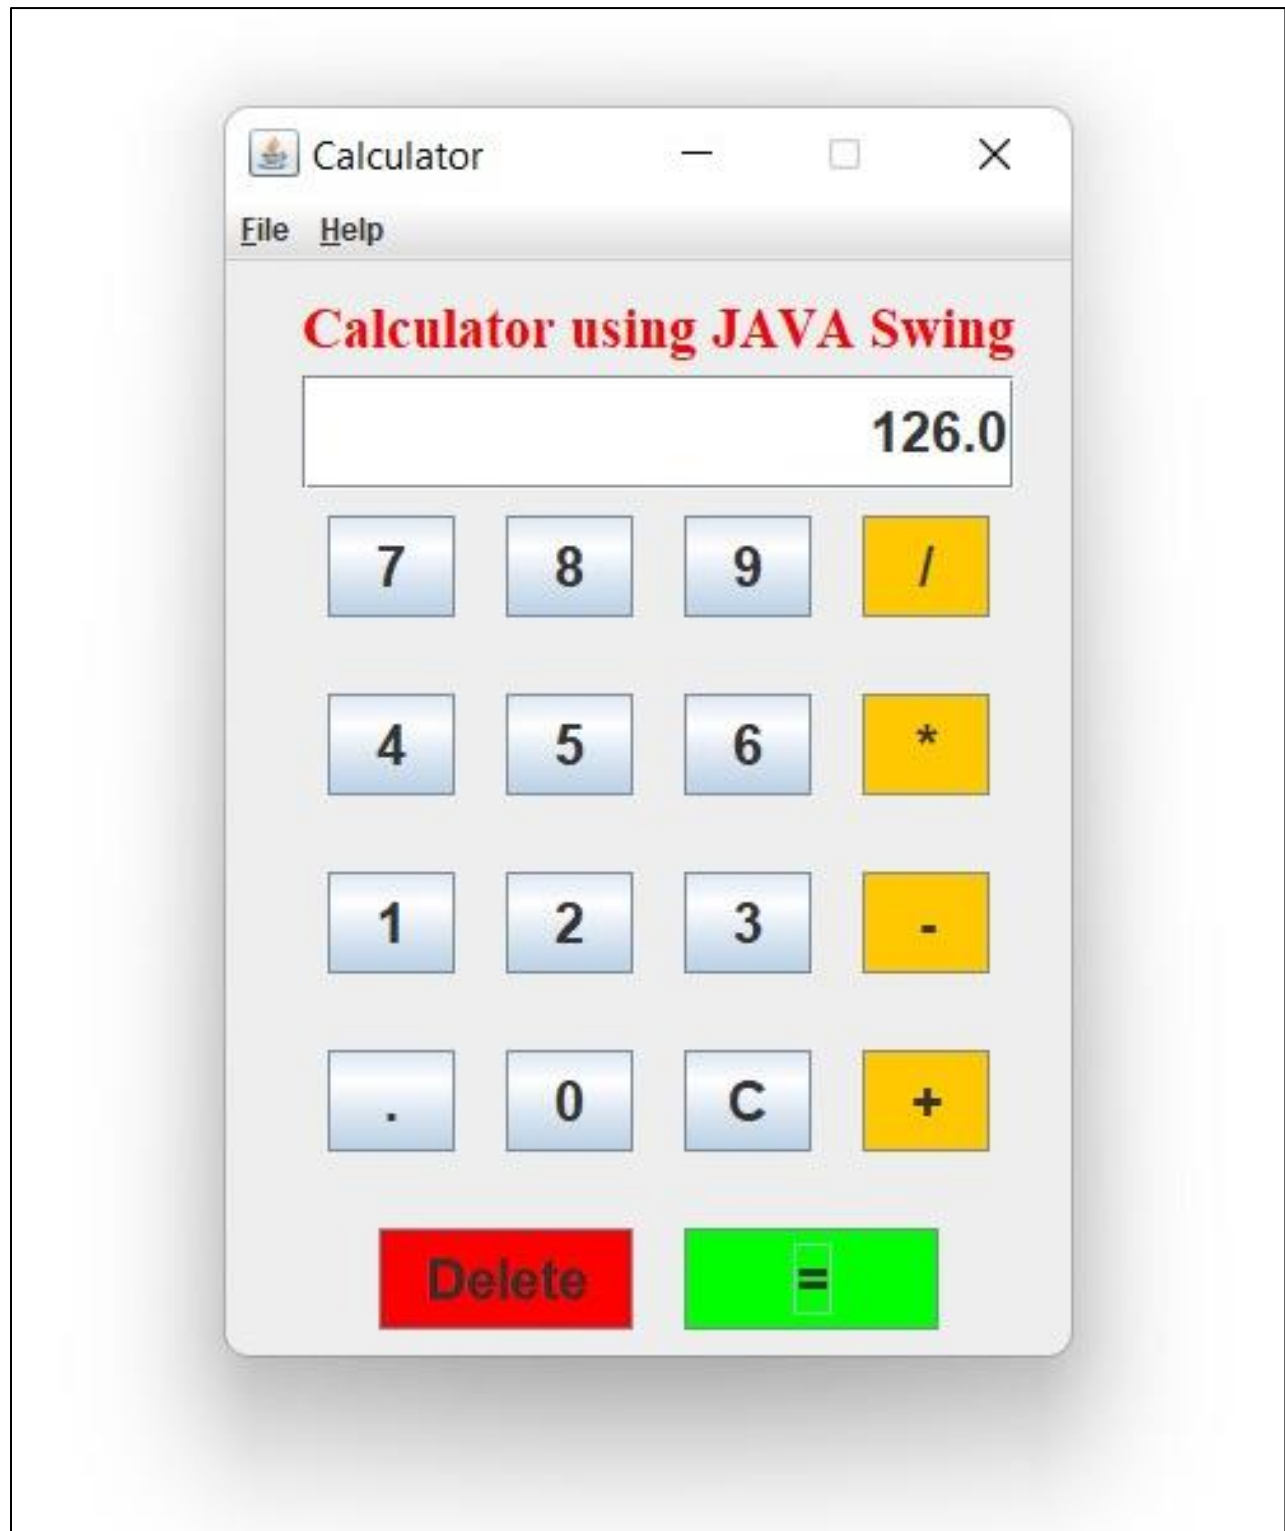 Calculator
File Help
Calculator using JAVA Swing
126.0
7 8 9 /
4 5 6 *
1 2 3 -
. 0 C +
Delete =